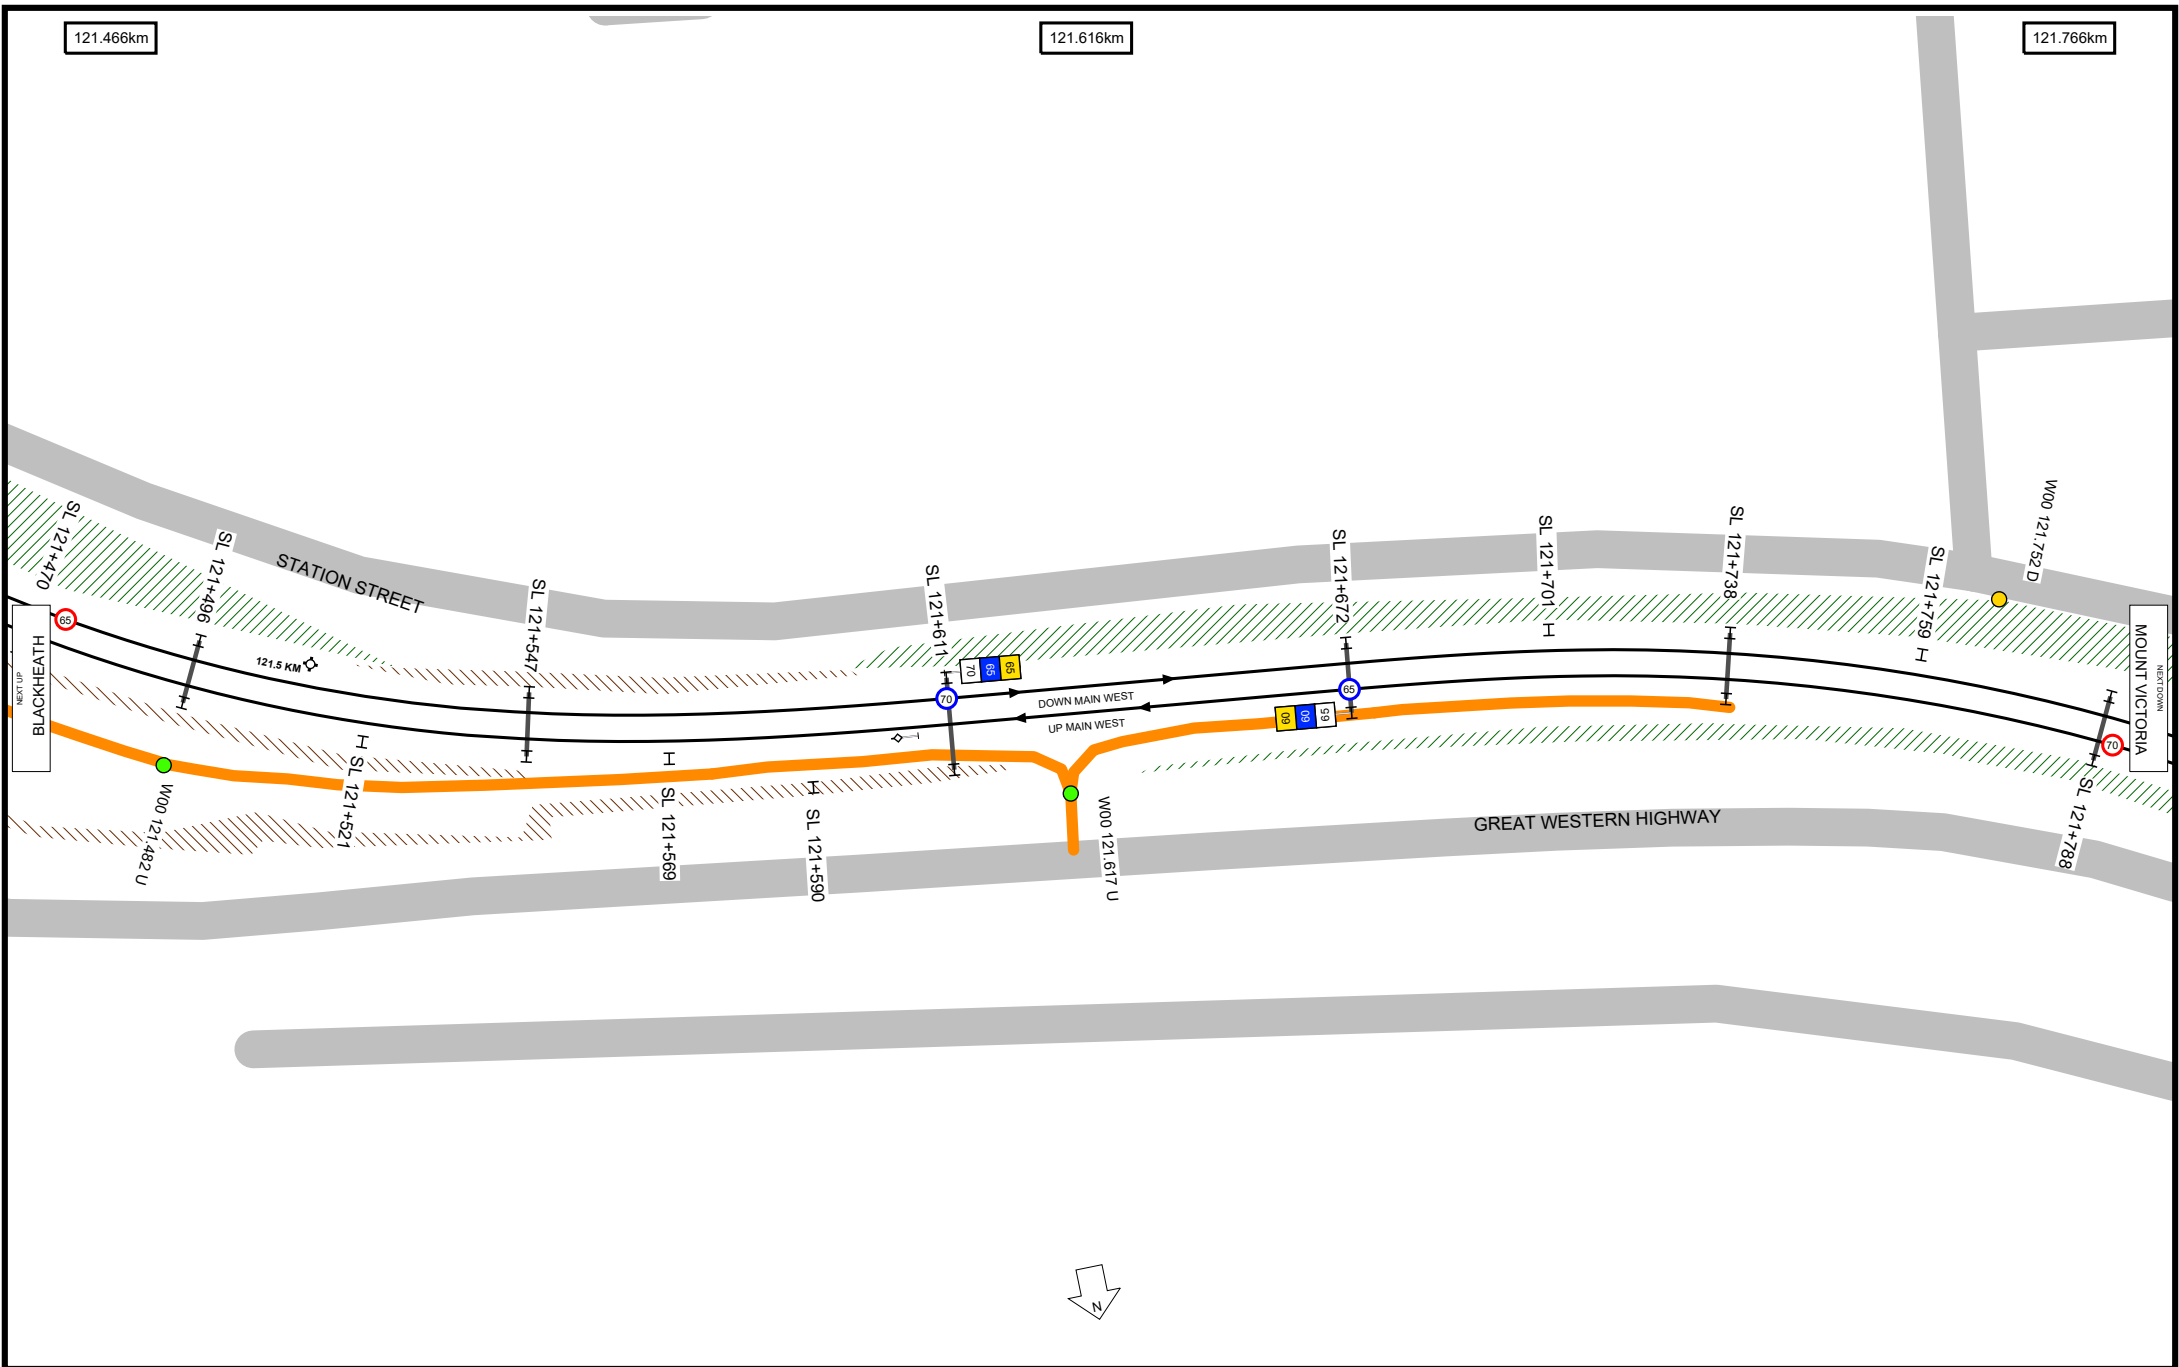 121.466km
121.616km
121.766km
W00 121.752 D
SL 121+470
SL 121+496
STATION STREET
SL 121+547
SL 121+611
SL 121+672
SL 121+701
SL 121+738
SL 121+759
65
121.5 KM
70
65
65
70
DOWN MAIN WEST
UP MAIN WEST
65
60
60
65
70
NEXT UP
BLACKHEATH
MOUNT VICTORIA
NEXT DOWN
W00 121.482 U
SL 121+521
SL 121+569
SL 121+590
W00 121.617 U
GREAT WESTERN HIGHWAY
SL 121+788
N